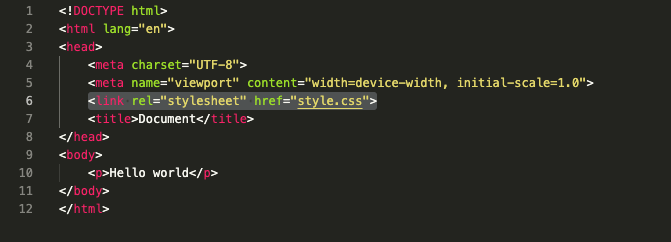 1 <!DOCTYPE html>
2 <html lang="en">
3 <head>
4     <meta charset="UTF-8">
5     <meta name="viewport" content="width=device-width, initial-scale=1.0">
6     <link rel="stylesheet" href="style.css">
7     <title>Document</title>
8 </head>
9 <body>
10     <p>Hello world</p>
11 </body>
12 </html>